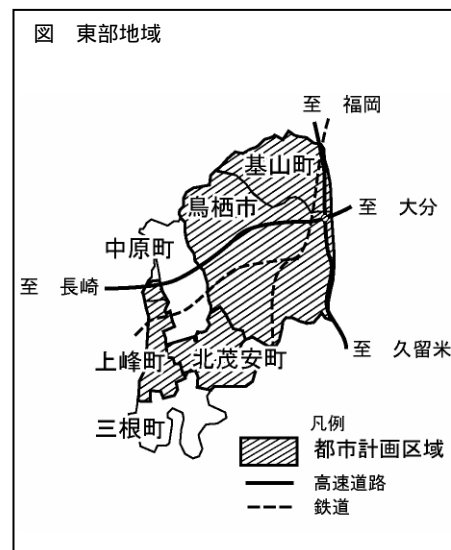 図 東部地域
至 福岡
基山町
鳥栖市
至 大分
中原町
至 長崎
上峰町
北茂安町
至 久留米
三根町
凡例
都市計画区域
高速道路
鉄道